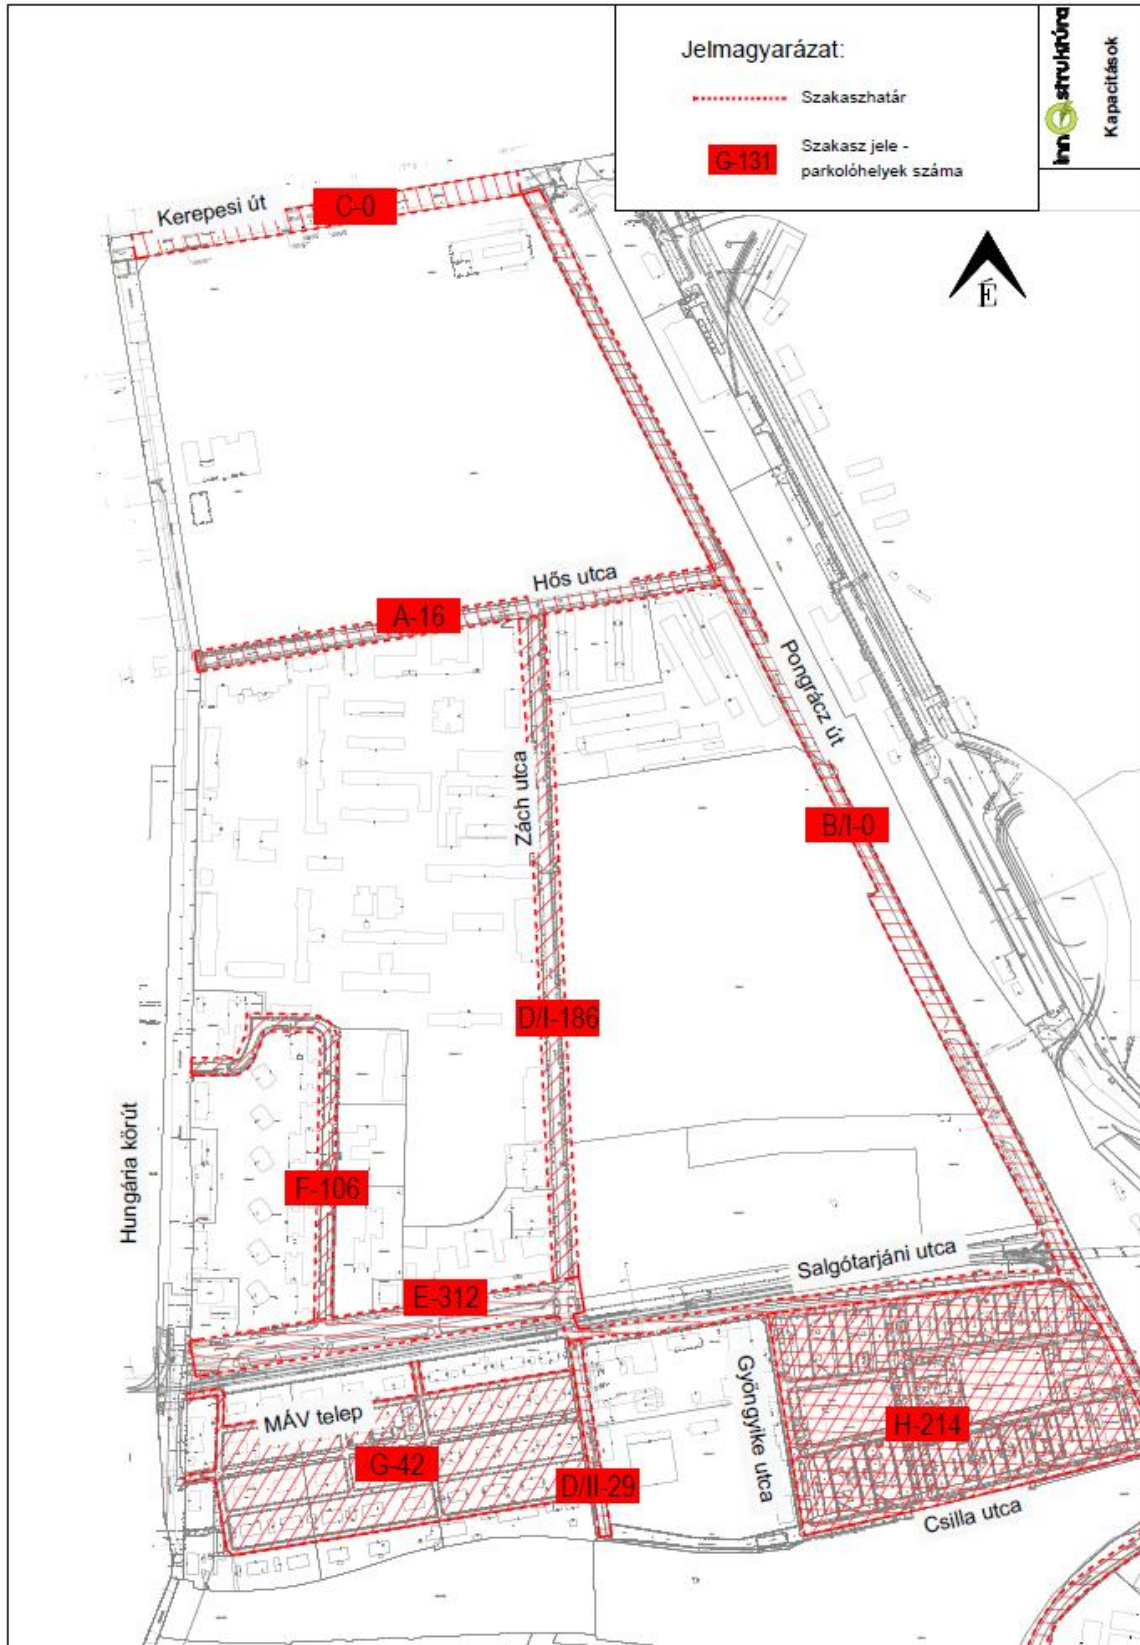 Jelmagyarázat:
Szakaszhatár
G-131
Szakasz jele -
parkolóhelyek száma
innostruktúra
Kapacitások
É
Kerepesi út
C-0
Hős utca
A-16
Pongrácz út
Zách utca
B/I-0
D/I-186
Hungária körút
F-106
Salgótarjáni utca
E-312
Gyöngyike utca
MÁV telep
H-214
G-42
D/II-29
Csilla utca